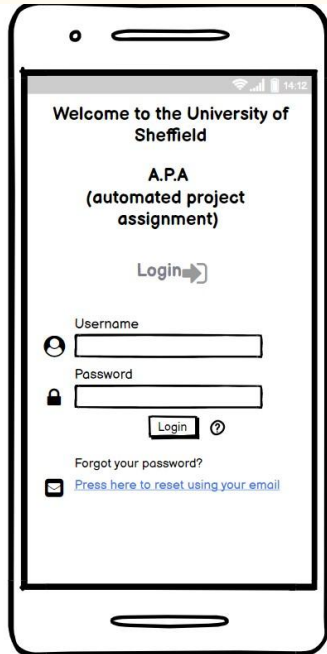 14:12
Welcome to the University of
Sheffield
A.P.A
(automated project
assignment)
Login
Username
Password
Login
?
Forgot your password?
Press here to reset using your email